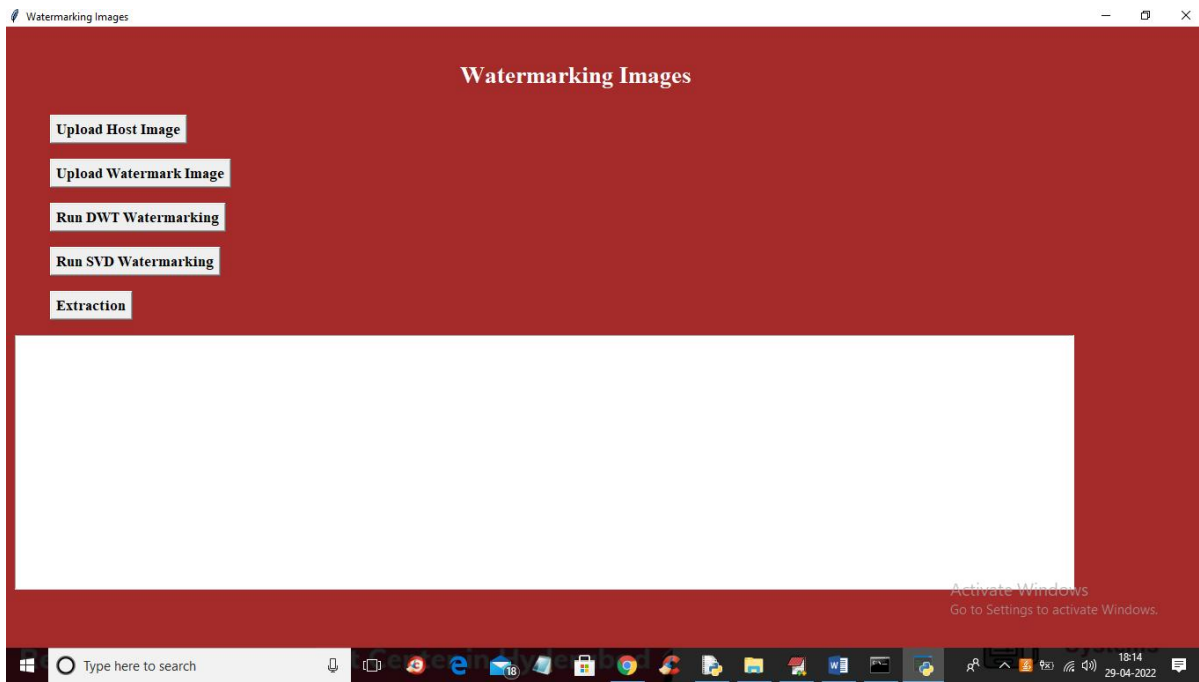 Watermarking Images
Watermarking Images
Upload Host Image
Upload Watermark Image
Run DWT Watermarking
Run SVD Watermarking
Extraction
Activate Windows
Go to Settings to activate Windows.
Type here to search
18
18:14
29-04-2022